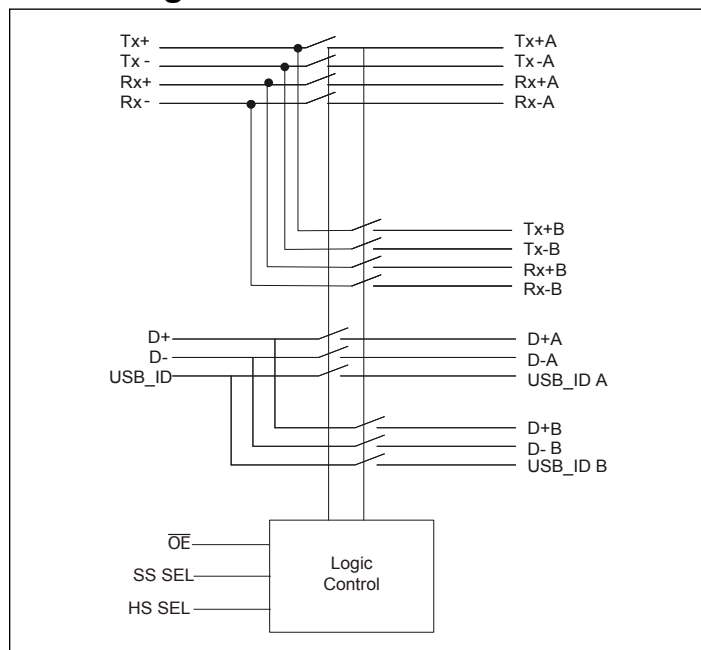 Tx+ Tx+A
Tx - Tx -A
Rx+ Rx+A
Rx - Rx-A
Tx+B
Tx-B
Rx+B
Rx-B
D+ D+A
D- D-A
USB_ID USB_ID A
D+B
D- B
USB_ID B
OE
Logic
Control
SS SEL
HS SEL